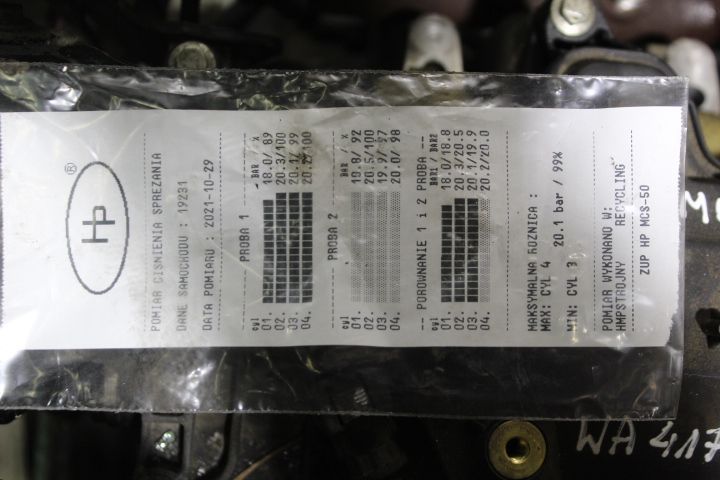 Hp ®
POMIAR CIŚNIENIA SPRĘŻANIA
DANE SAMOCHODU : 19231
DATA POMIARU : 2021-10-29
---- PROBA 1 ----
cyl BAR / %
01. 18.0/ 89
02. 20.3/100
03. 20.1/ 99
04. 20.2/100
---- PROBA 2 ----
cyl BAR / %
01. 18.8/ 92
02. 20.5/100
03. 19.9/ 97
04. 20.0/ 98
-- POROWNANIE 1 i 2 PROBA --
cyl BAR1 / BAR2
01. 18.0/18.8
02. 20.3/20.5
03. 20.1/19.9
04. 20.2/20.0
MAKSYMALNA ROZNICA :
MAX: CYL 4
20.1 bar / 99%
MIN: CYL 3
POMIAR WYKONANO W:
HMPSTROJNY RECYCLING
ZUP HP MCS-50
WA 417